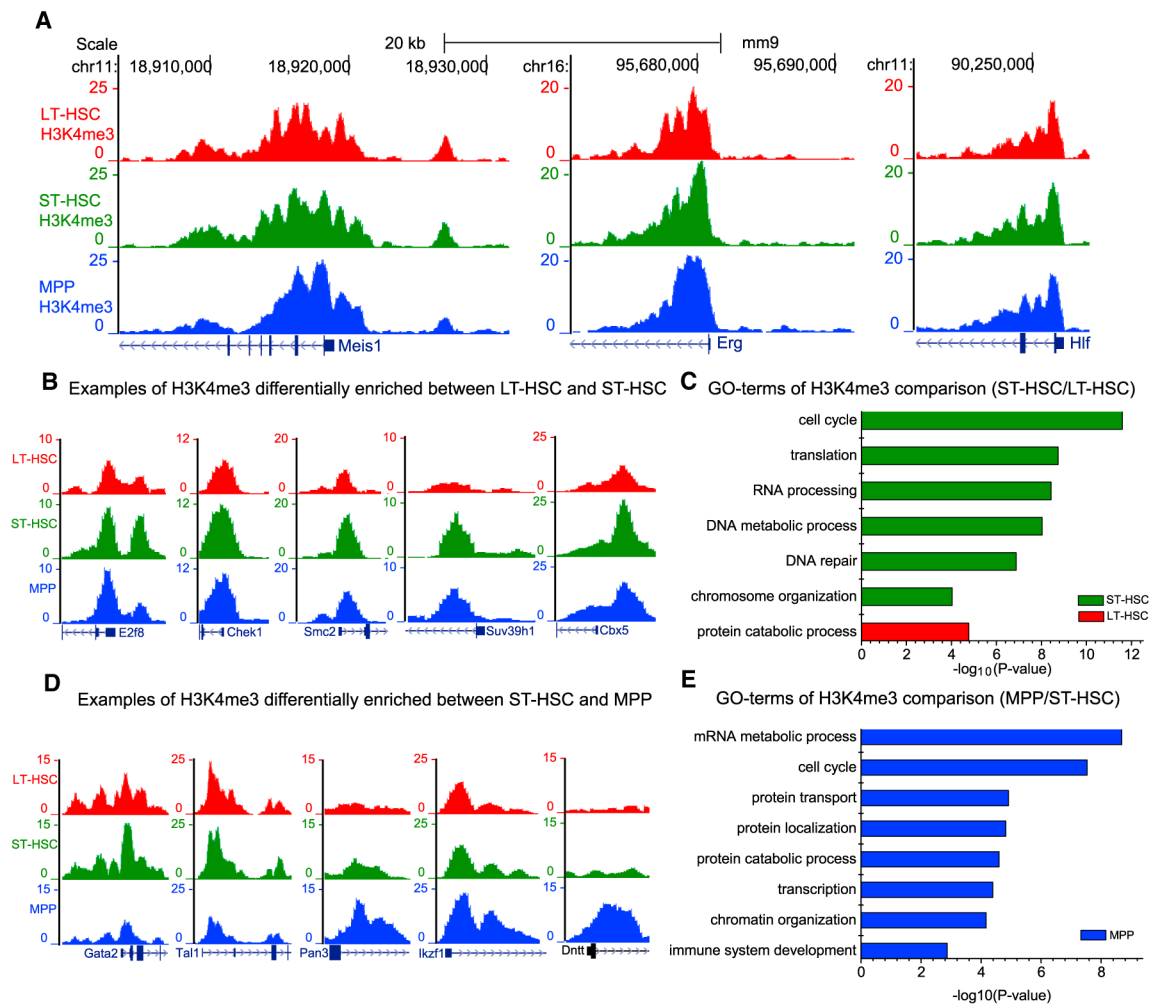 A
Scale 20 kb mm9
chr11: 18,910,000 18,920,000 18,930,000 chr16: 95,680,000 95,690,000 chr11: 90,250,000
25 20 20
LT-HSC
H3K4me3
0 0 0
25 20 20
ST-HSC
H3K4me3
0 0 0
25 20 20
MPP
H3K4me3
0 0 0
Meis1 Erg Hlf
B Examples of H3K4me3 differentially enriched between LT-HSC and ST-HSC
10 12 20 10 25
LT-HSC
0 0 0 0 0
10 12 20 10 25
ST-HSC
0 0 0 0 0
10 12 20 10 25
MPP
0 0 0 0 0
E2f8 Chek1 Smc2 Suv39h1 Cbx5
C GO-terms of H3K4me3 comparison (ST-HSC/LT-HSC)
cell cycle
translation
RNA processing
DNA metabolic process
DNA repair
chromosome organization
protein catabolic process
ST-HSC
LT-HSC
0 2 4 6 8 10 12
-log10(P-value)
D Examples of H3K4me3 differentially enriched between ST-HSC and MPP
15 25 15 25 15
LT-HSC
0 0 0 0 0
15 25 15 25 15
ST-HSC
0 0 0 0 0
15 25 15 25 15
MPP
0 0 0 0 0
Gata2 Tal1 Pan3 Ikzf1 Dntt
E GO-terms of H3K4me3 comparison (MPP/ST-HSC)
mRNA metabolic process
cell cycle
protein transport
protein localization
protein catabolic process
transcription
chromatin organization
immune system development
MPP
0 2 4 6 8
-log10(P-value)